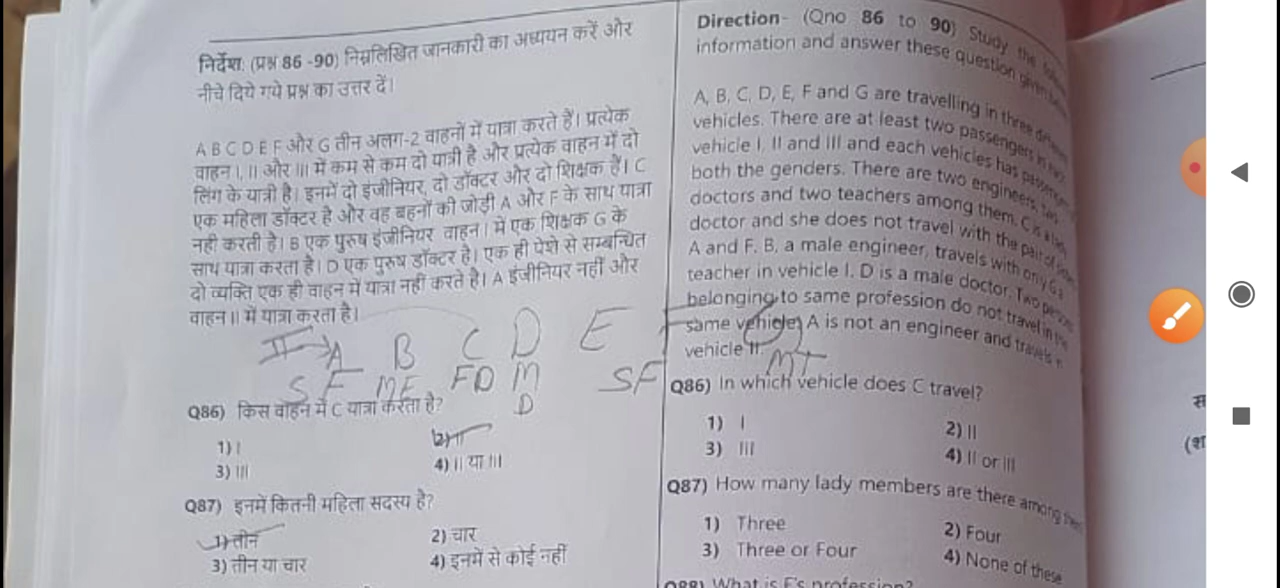 निर्देश. (प्रश्न 86 -90) निम्नलिखित जानकारी का अध्ययन करें और
नीचे दिये गये प्रश्न का उत्तर दें।
A B C D E F और G तीन अलग-2 वाहनों में यात्रा करते हैं। प्रत्येक
वाहन I, II और III में कम से कम दो यात्री है और प्रत्येक वाहन में दो
लिंग के यात्री है। इनमें दो इंजीनियर, दो डॉक्टर और दो शिक्षक हैं। C
एक महिला डॉक्टर है और वह बहनों की जोड़ी A और F के साथ यात्रा
नही करती है। B एक पुरुष इंजीनियर वाहन I में एक शिक्षक G के
साथ यात्रा करता है। D एक पुरुष डॉक्टर है। एक ही पेशे से सम्बन्धित
दो व्यक्ति एक ही वाहन में यात्रा नहीं करते है। A इंजीनियर नहीं और
वाहन II में यात्रा करता है।
II→A B C D E F
S F MF FD M SF MT
D
Q86) किस वाहन में C यात्रा करता है?
1) I
2) II
3) III
4) II या III
Q87) इनमें कितनी महिला सदस्य है?
1) तीन
2) चार
3) तीन या चार
4) इनमें से कोई नहीं
Direction- (Qno 86 to 90) Study the
information and answer these question given
A, B, C, D, E, F and G are travelling in three
vehicles. There are at least two passengers in
vehicle I, II and III and each vehicles has
both the genders. There are two engineers,
doctors and two teachers among them. C is a
doctor and she does not travel with the pair of
A and F. B, a male engineer, travels with only G a
teacher in vehicle I. D is a male doctor. Two
belonging to same profession do not travel in the
same vehicle. A is not an engineer and travels in
vehicle II.
Q86) In which vehicle does C travel?
1) I
2) II
3) III
4) II or III
Q87) How many lady members are there among
1) Three
2) Four
3) Three or Four
4) None of these
Q88) What is F's profession?